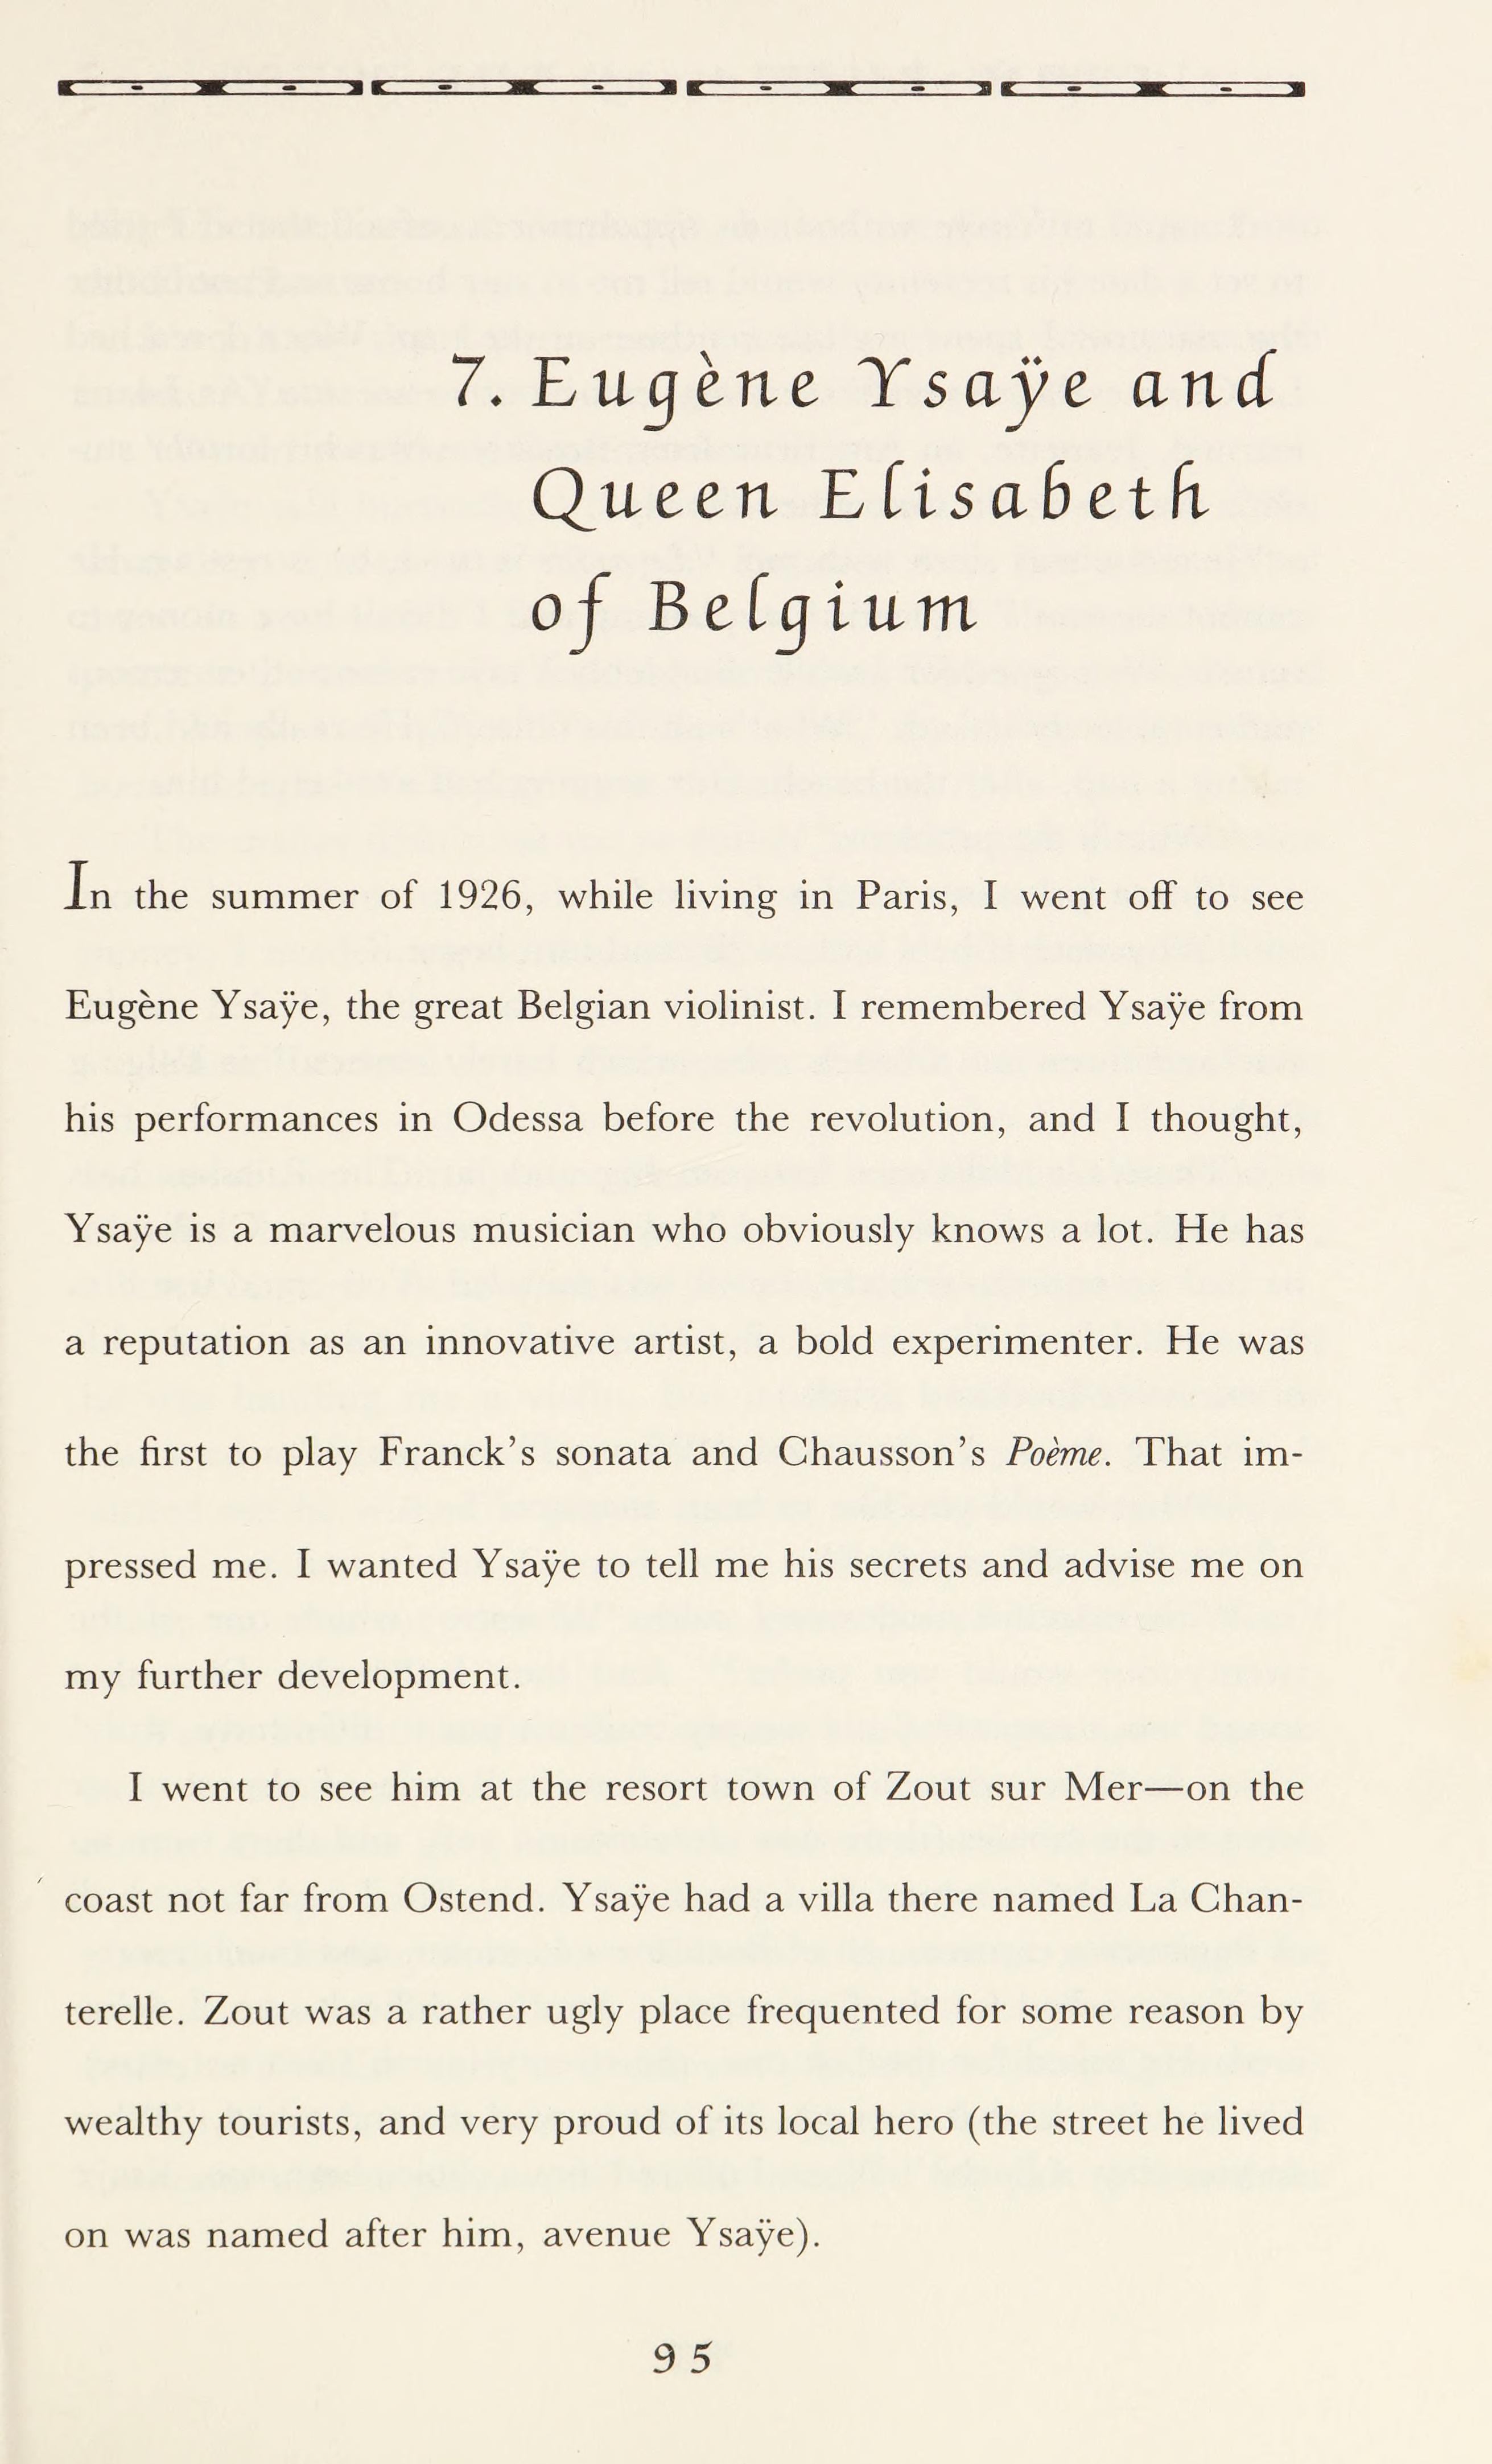 7. Eugène Ysaÿe and
Queen Elisabeth
of Belgium
In the summer of 1926, while living in Paris, I went off to see
Eugène Ysaÿe, the great Belgian violinist. I remembered Ysaÿe from
his performances in Odessa before the revolution, and I thought,
Ysaÿe is a marvelous musician who obviously knows a lot. He has
a reputation as an innovative artist, a bold experimenter. He was
the first to play Franck's sonata and Chausson's Poème. That im-
pressed me. I wanted Ysaÿe to tell me his secrets and advise me on
my further development.
I went to see him at the resort town of Zout sur Mer—on the
coast not far from Ostend. Ysaÿe had a villa there named La Chan-
terelle. Zout was a rather ugly place frequented for some reason by
wealthy tourists, and very proud of its local hero (the street he lived
on was named after him, avenue Ysaÿe).
95